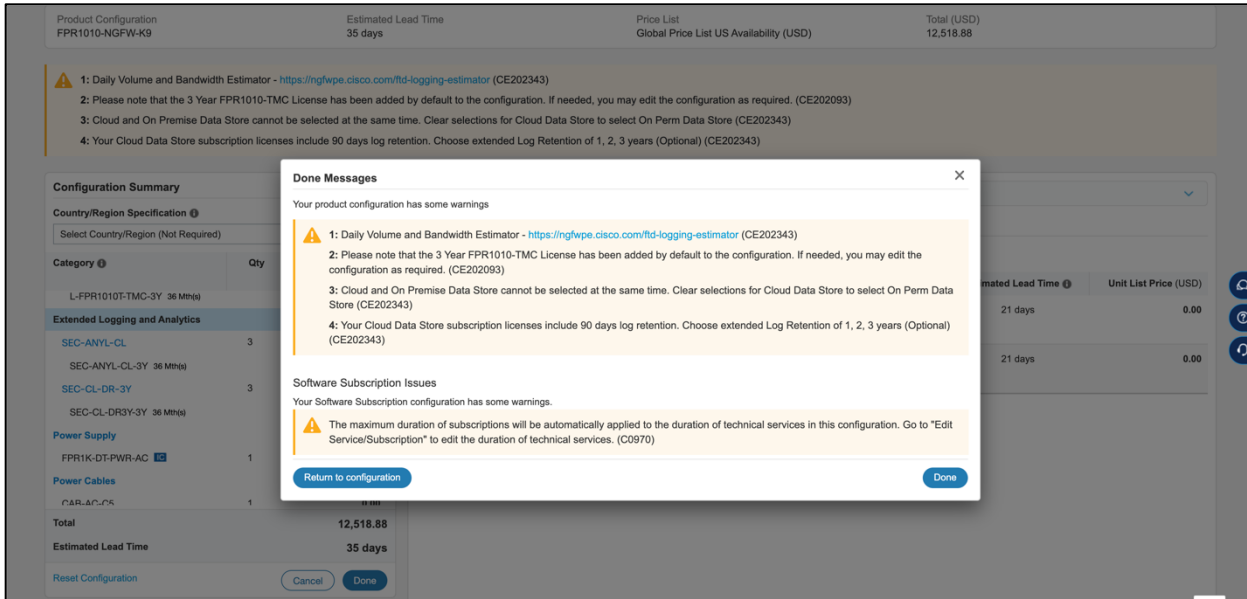 Product Configuration
Estimated Lead Time
Price List
Total (USD)
FPR1010-NGFW-K9
35 days
Global Price List US Availability (USD)
12,518.88
1: Daily Volume and Bandwidth Estimator - https://ngfwpe.cisco.com/ftd-logging-estimator (CE202343)
2: Please note that the 3 Year FPR1010-TMC License has been added by default to the configuration. If needed, you may edit the configuration as required. (CE202093)
3: Cloud and On Premise Data Store cannot be selected at the same time. Clear selections for Cloud Data Store to select On Perm Data Store (CE202343)
4: Your Cloud Data Store subscription licenses include 90 days log retention. Choose extended Log Retention of 1, 2, 3 years (Optional) (CE202343)
Configuration Summary
Country/Region Specification
Select Country/Region (Not Required)
Category
Qty
L-FPR1010T-TMC-3Y 36 Mth(s)
Extended Logging and Analytics
SEC-ANYL-CL 3
SEC-ANYL-CL-3Y 36 Mth(s)
SEC-CL-DR-3Y 3
SEC-CL-DR3Y-3Y 36 Mth(s)
Power Supply
FPR1K-DT-PWR-AC IC 1
Power Cables
CAB-AC-C5 1 0.00
Total 12,518.88
Estimated Lead Time 35 days
Reset Configuration
Cancel
Done
Done Messages
Your product configuration has some warnings
1: Daily Volume and Bandwidth Estimator - https://ngfwpe.cisco.com/ftd-logging-estimator (CE202343)
2: Please note that the 3 Year FPR1010-TMC License has been added by default to the configuration. If needed, you may edit the
configuration as required. (CE202093)
3: Cloud and On Premise Data Store cannot be selected at the same time. Clear selections for Cloud Data Store to select On Perm Data
Store (CE202343)
4: Your Cloud Data Store subscription licenses include 90 days log retention. Choose extended Log Retention of 1, 2, 3 years (Optional)
(CE202343)
Software Subscription Issues
Your Software Subscription configuration has some warnings.
The maximum duration of subscriptions will be automatically applied to the duration of technical services in this configuration. Go to "Edit
Service/Subscription" to edit the duration of technical services. (C0970)
Return to configuration
Done
mated Lead Time
Unit List Price (USD)
21 days 0.00
21 days 0.00